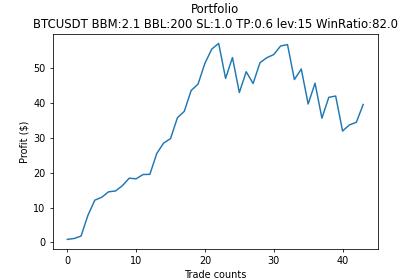 Portfolio
BTCUSDT BBM:2.1 BBL:200 SL:1.0 TP:0.6 lev:15 WinRatio:82.0
50
40
30
20
10
0
Profit ($)
0 10 20 30 40
Trade counts